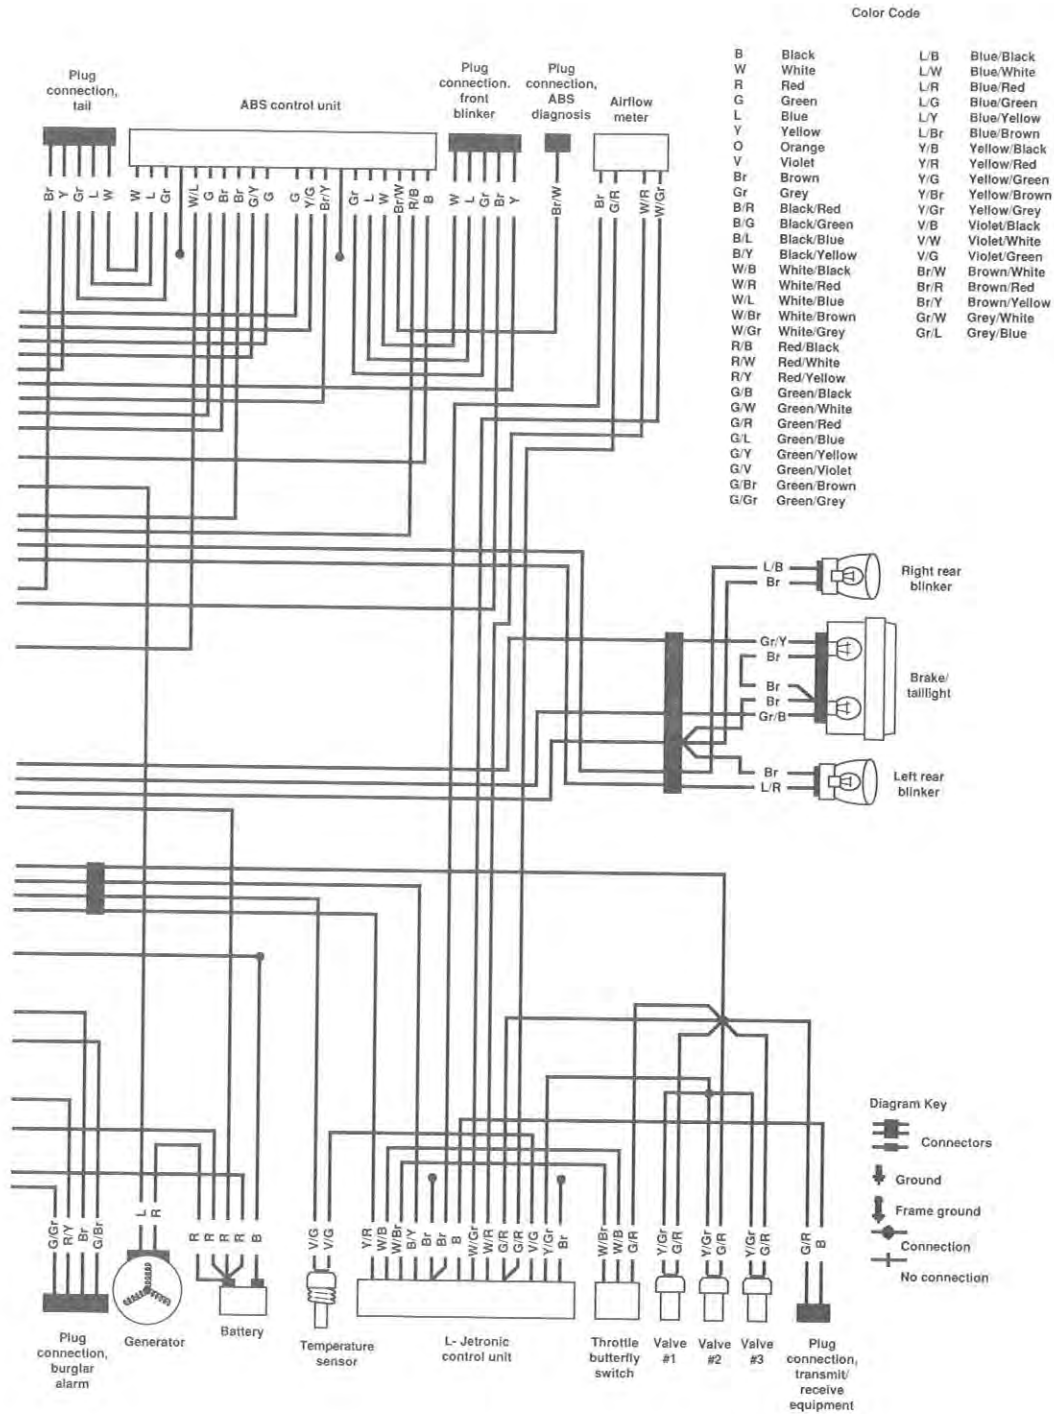 Color Code
B Black
W White
R Red
G Green
L Blue
Y Yellow
O Orange
V Violet
Br Brown
Gr Grey
B/R Black/Red
B/G Black/Green
B/L Black/Blue
B/Y Black/Yellow
W/B White/Black
W/R White/Red
W/L White/Blue
W/Br White/Brown
W/Gr White/Grey
R/B Red/Black
R/W Red/White
R/Y Red/Yellow
G/B Green/Black
G/W Green/White
G/R Green/Red
G/L Green/Blue
G/Y Green/Yellow
G/V Green/Violet
G/Br Green/Brown
G/Gr Green/Grey
L/B Blue/Black
L/W Blue/White
L/R Blue/Red
L/G Blue/Green
L/Y Blue/Yellow
L/Br Blue/Brown
Y/B Yellow/Black
Y/R Yellow/Red
Y/G Yellow/Green
Y/Br Yellow/Brown
Y/Gr Yellow/Grey
V/B Violet/Black
V/W Violet/White
V/G Violet/Green
Br/W Brown/White
Br/R Brown/Red
Br/Y Brown/Yellow
Gr/W Grey/White
Gr/L Grey/Blue
Plug
connection,
tail
ABS control unit
Plug
connection.
front
blinker
Plug
connection,
ABS
diagnosis
Airflow
meter
Br Y Gr L W
W L Gr W/L G Br Br G/Y G G Y/G Br/Y Gr L W Br/W R/B B
W L Gr Br Y
Br/W
Br G/R W/R W/Gr
L/B
Br
Right rear
blinker
Gr/Y
Br
Br
Br
Gr/B
Brake/
taillight
Br
L/R
Left rear
blinker
Diagram Key
Connectors
Ground
Frame ground
Connection
No connection
G/Gr R/Y Br G/Br
L R
R R R R B
V/G V/G
Y/R W/B W/Br B/Y Br Br B W/Gr W/R G/R G/R V/G Y/Gr Br
W/Br W/B G/R
Y/Gr G/R
Y/Gr G/R
Y/Gr G/R
G/R B
Plug
connection,
burglar
alarm
Generator
Battery
Temperature
sensor
L- Jetronic
control unit
Throttle
butterfly
switch
Valve
#1
Valve
#2
Valve
#3
Plug
connection,
transmit/
receive
equipment